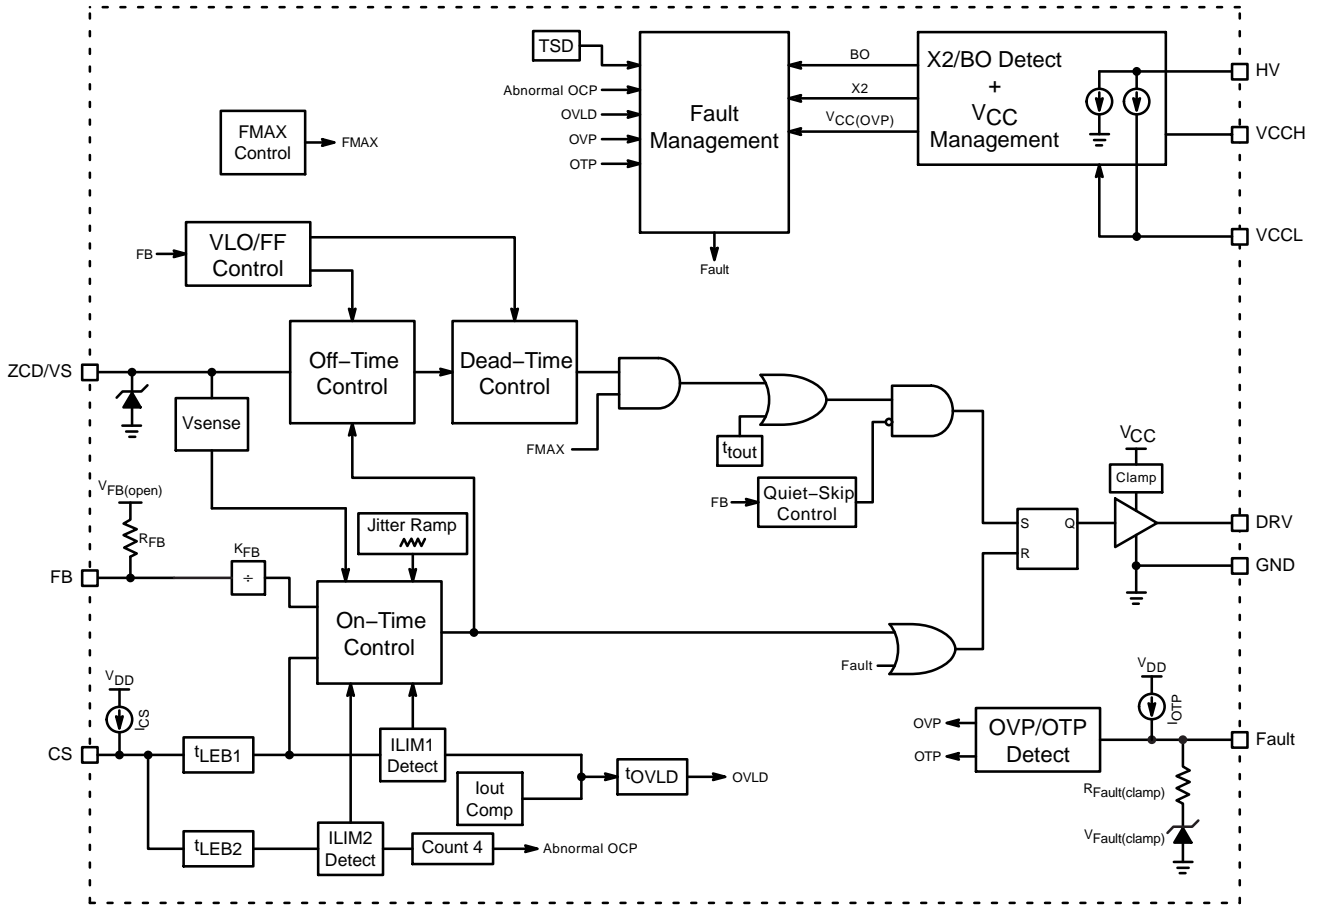 TSD
Abnormal OCP
OVLD
OVP
OTP
Fault
Management
BO
X2
VCC(OVP)
X2/BO Detect
+
VCC
Management
HV
VCCH
VCCL
Fault
FMAX
Control
FMAX
FB
VLO/FF
Control
ZCD/VS
Off–Time
Control
Dead–Time
Control
FMAX
Vsense
ttout
FB
Quiet–Skip
Control
VCC
Clamp
DRV
GND
S
Q
R
VFB(open)
RFB
FB
KFB
÷
Jitter Ramp
On–Time
Control
Fault
VDD
ICS
CS
tLEB1
ILIM1
Detect
Iout
Comp
tOVLD
OVLD
tLEB2
ILIM2
Detect
Count 4
Abnormal OCP
VDD
IOTP
OVP
OTP
OVP/OTP
Detect
Fault
RFault(clamp)
VFault(clamp)